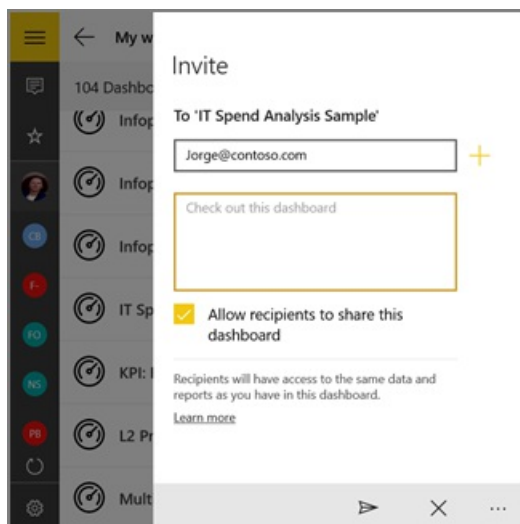 My w
Invite
104 Dashbo
To 'IT Spend Analysis Sample'
Infop
Jorge@contoso.com
Infop
CB
Check out this dashboard
Infop
F-
IT Sp
Allow recipients to share this
dashboard
FO
KPI:
NS
Recipients will have access to the same data and
reports as you have in this dashboard.
Learn more
PB
L2 Pr
Mult